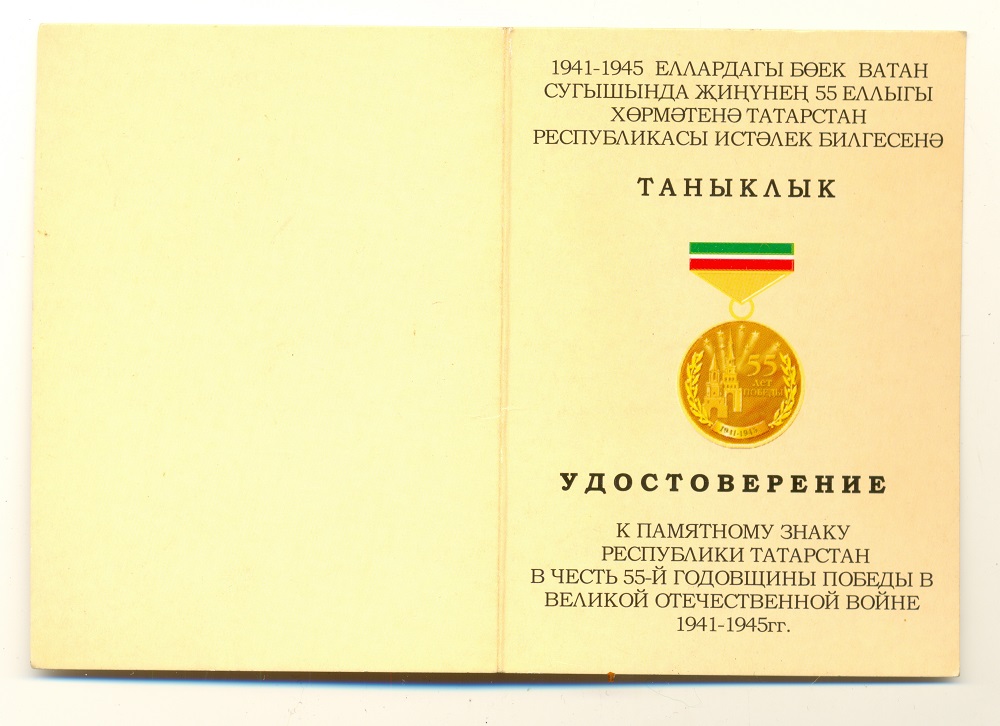 1941-1945 ЕЛЛАРДАГЫ БӨЕК ВАТАН
СУГЫШЫНДА ҖИҢҮНЕҢ 55 ЕЛЛЫГЫ
ХӨРМӘТЕНӘ ТАТАРСТАН
РЕСПУБЛИКАСЫ ИСТӘЛЕК БИЛГЕСЕНӘ
ТАНЫКЛЫК
55
ЛЕТ
ПОБЕДЫ
1941-1945
УДОСТОВЕРЕНИЕ
К ПАМЯТНОМУ ЗНАКУ
РЕСПУБЛИКИ ТАТАРСТАН
В ЧЕСТЬ 55-Й ГОДОВЩИНЫ ПОБЕДЫ В
ВЕЛИКОЙ ОТЕЧЕСТВЕННОЙ ВОЙНЕ
1941-1945гг.